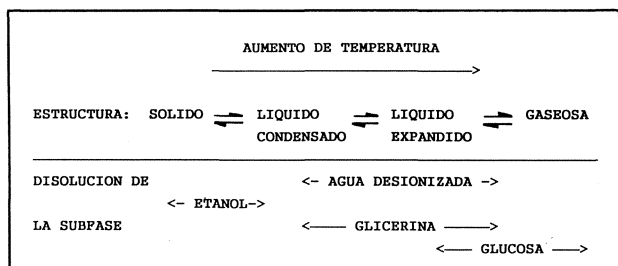 AUMENTO DE TEMPERATURA
ESTRUCTURA: SOLIDO ⇌ LIQUIDO ⇌ LIQUIDO ⇌ GASEOSA
CONDENSADO EXPANDIDO
DISOLUCION DE <- AGUA DESIONIZADA ->
<- ETANOL->
LA SUBFASE <—— GLICERINA ——>
<—— GLUCOSA ——>